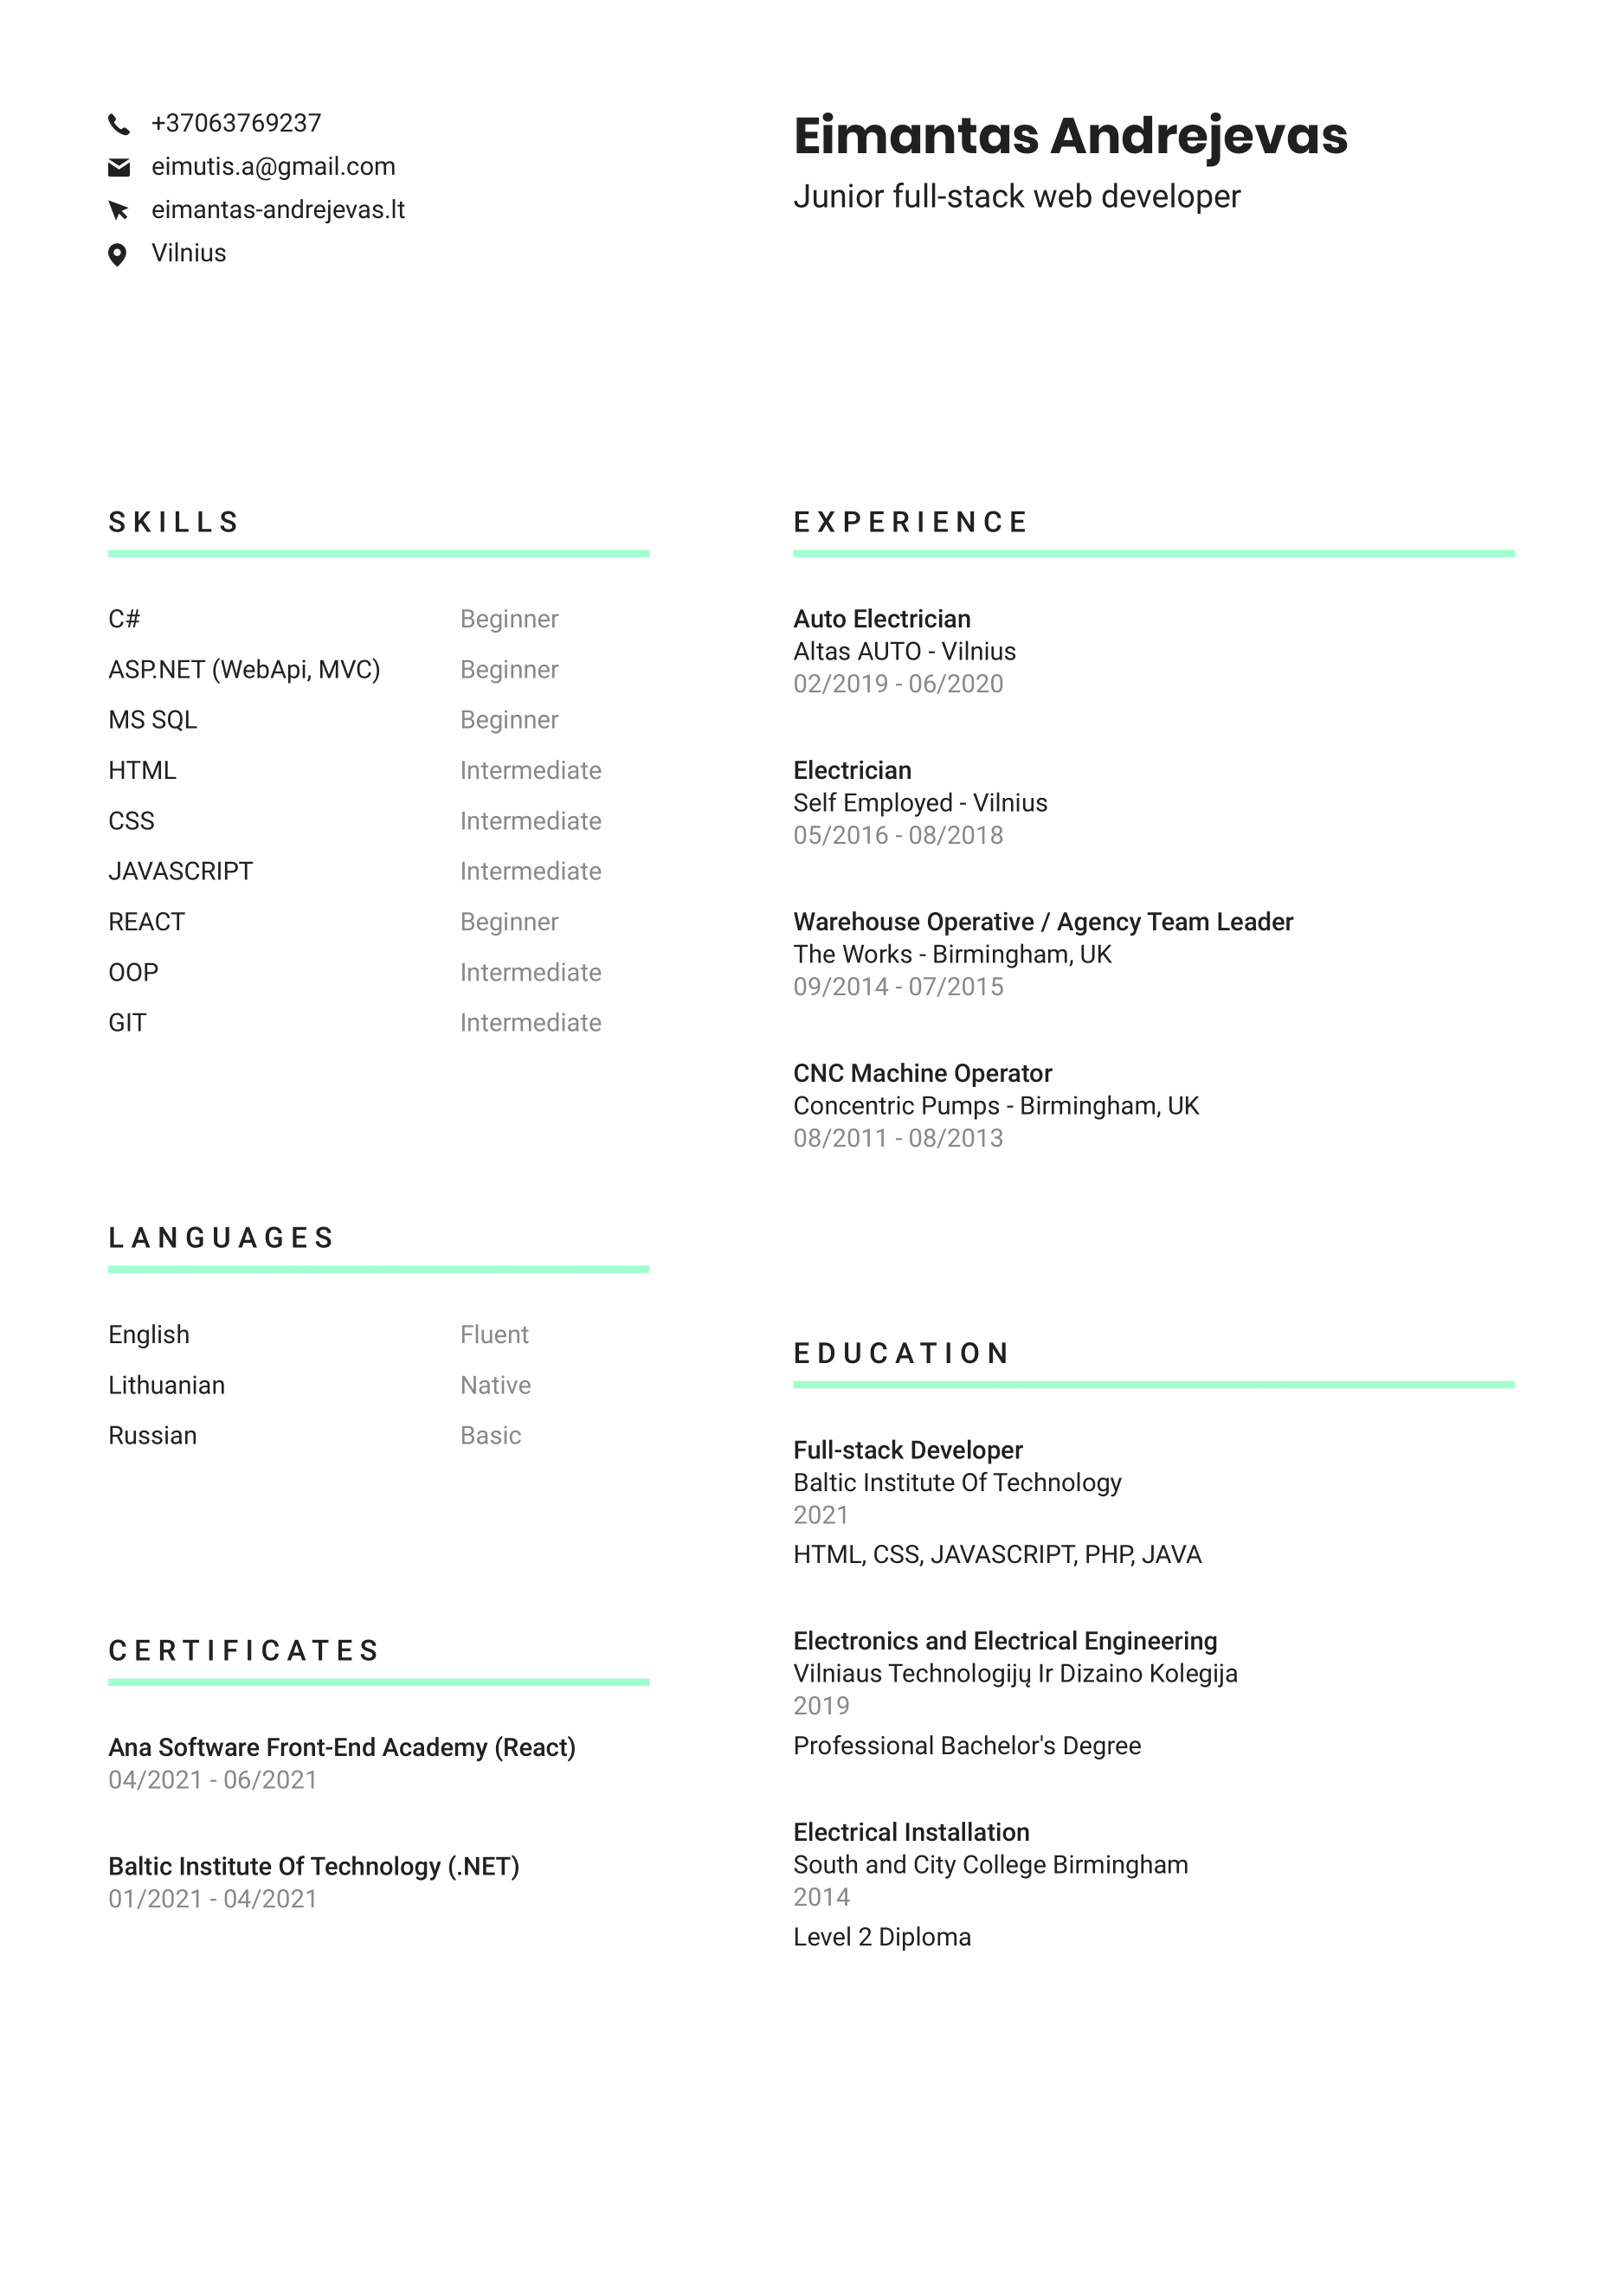 +37063769237
eimutis.a@gmail.com
eimantas-andrejevas.lt
Vilnius
Eimantas Andrejevas
Junior full-stack web developer
SKILLS
C# Beginner
ASP.NET (WebApi, MVC) Beginner
MS SQL Beginner
HTML Intermediate
CSS Intermediate
JAVASCRIPT Intermediate
REACT Beginner
OOP Intermediate
GIT Intermediate
LANGUAGES
English Fluent
Lithuanian Native
Russian Basic
CERTIFICATES
Ana Software Front-End Academy (React)
04/2021 - 06/2021
Baltic Institute Of Technology (.NET)
01/2021 - 04/2021
EXPERIENCE
Auto Electrician
Altas AUTO - Vilnius
02/2019 - 06/2020
Electrician
Self Employed - Vilnius
05/2016 - 08/2018
Warehouse Operative / Agency Team Leader
The Works - Birmingham, UK
09/2014 - 07/2015
CNC Machine Operator
Concentric Pumps - Birmingham, UK
08/2011 - 08/2013
EDUCATION
Full-stack Developer
Baltic Institute Of Technology
2021
HTML, CSS, JAVASCRIPT, PHP, JAVA
Electronics and Electrical Engineering
Vilniaus Technologijų Ir Dizaino Kolegija
2019
Professional Bachelor's Degree
Electrical Installation
South and City College Birmingham
2014
Level 2 Diploma